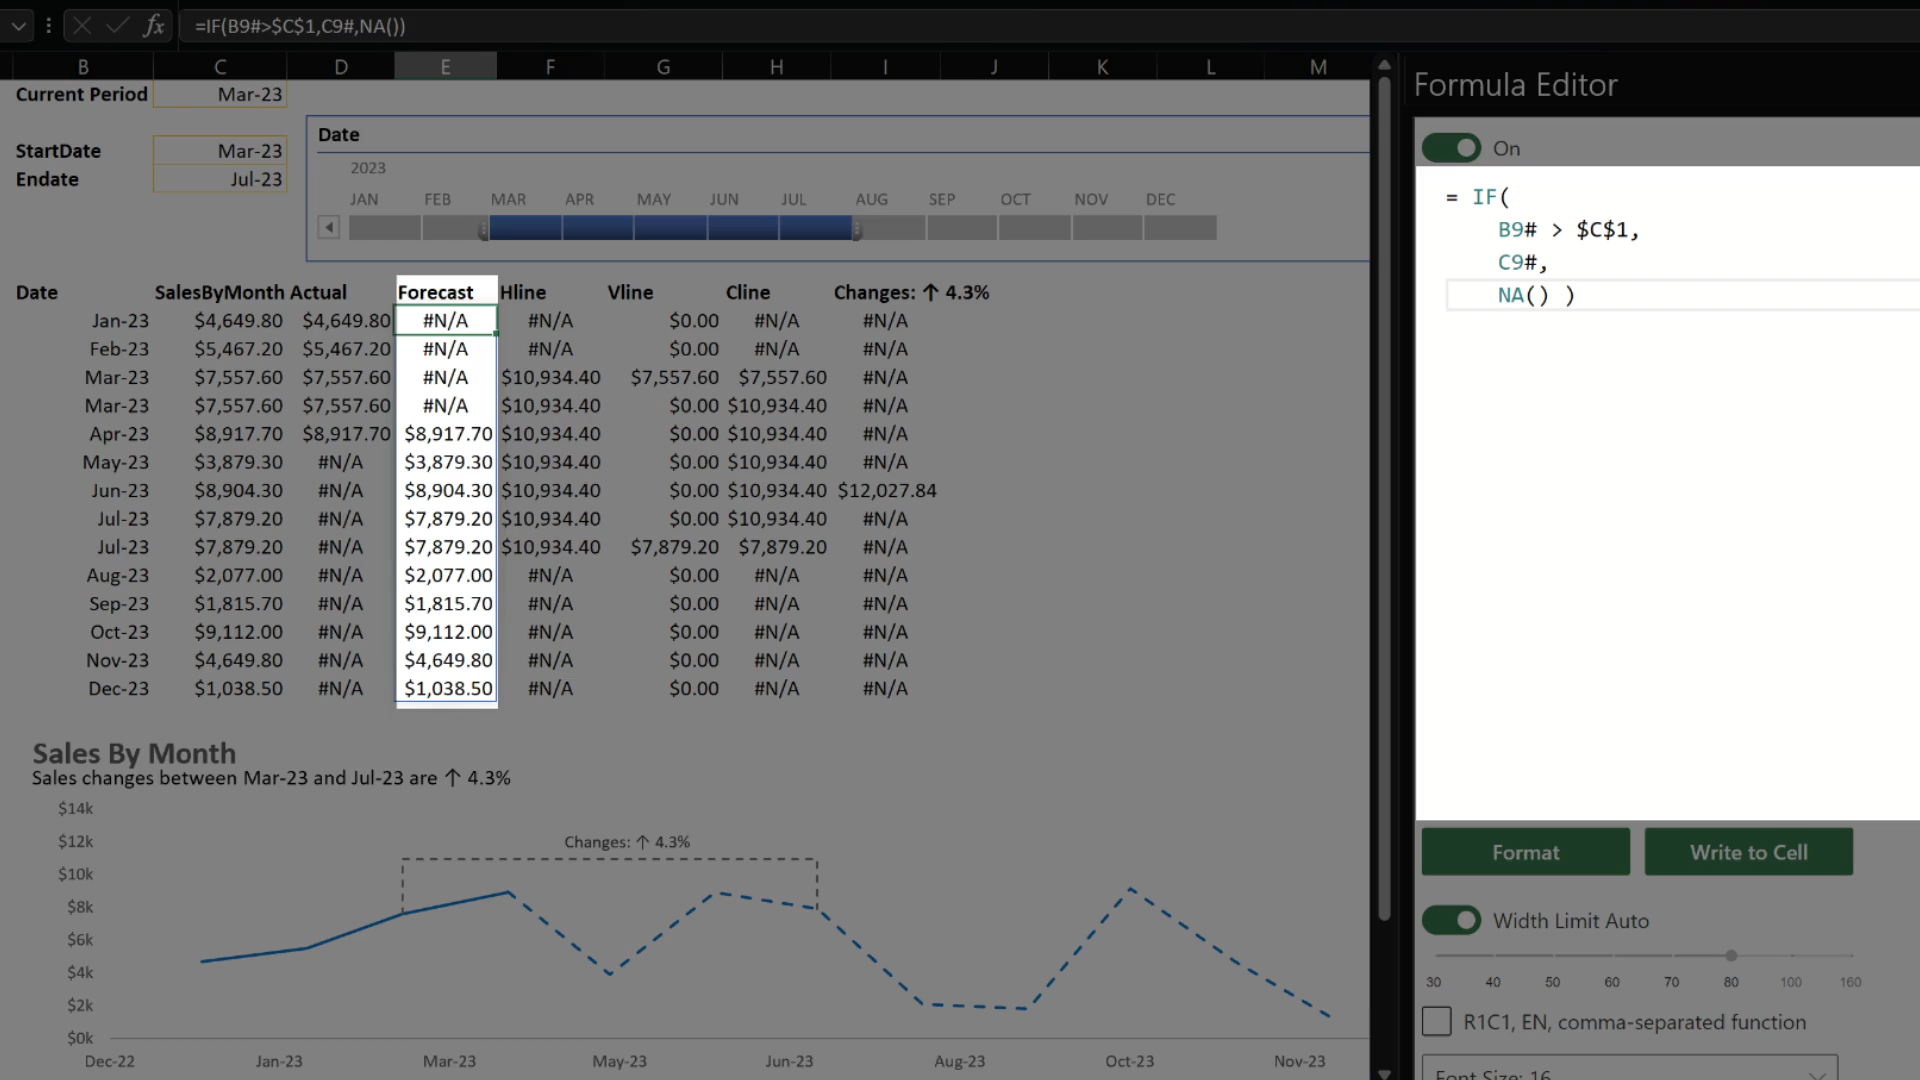 =IF(B9#>$C$1,C9#,NA())
B C D E F G H I J K L M
Current Period Mar-23
StartDate Mar-23
Endate Jul-23
Date
2023
JAN FEB MAR APR MAY JUN JUL AUG SEP OCT NOV DEC
Date SalesByMonth Actual Forecast Hline Vline Cline Changes: ↑ 4.3%
Jan-23 $4,649.80 $4,649.80 #N/A #N/A $0.00 #N/A #N/A
Feb-23 $5,467.20 $5,467.20 #N/A #N/A $0.00 #N/A #N/A
Mar-23 $7,557.60 $7,557.60 #N/A $10,934.40 $7,557.60 $7,557.60 #N/A
Mar-23 $7,557.60 $7,557.60 #N/A $10,934.40 $0.00 $10,934.40 #N/A
Apr-23 $8,917.70 $8,917.70 $8,917.70 $10,934.40 $0.00 $10,934.40 #N/A
May-23 $3,879.30 #N/A $3,879.30 $10,934.40 $0.00 $10,934.40 #N/A
Jun-23 $8,904.30 #N/A $8,904.30 $10,934.40 $0.00 $10,934.40 $12,027.84
Jul-23 $7,879.20 #N/A $7,879.20 $10,934.40 $0.00 $10,934.40 #N/A
Jul-23 $7,879.20 #N/A $7,879.20 $10,934.40 $7,879.20 $7,879.20 #N/A
Aug-23 $2,077.00 #N/A $2,077.00 #N/A $0.00 #N/A #N/A
Sep-23 $1,815.70 #N/A $1,815.70 #N/A $0.00 #N/A #N/A
Oct-23 $9,112.00 #N/A $9,112.00 #N/A $0.00 #N/A #N/A
Nov-23 $4,649.80 #N/A $4,649.80 #N/A $0.00 #N/A #N/A
Dec-23 $1,038.50 #N/A $1,038.50 #N/A $0.00 #N/A #N/A
Sales By Month
Sales changes between Mar-23 and Jul-23 are ↑ 4.3%
$14k
$12k
Changes: ↑ 4.3%
$10k
$8k
$6k
$4k
$2k
$0k
Dec-22 Jan-23 Mar-23 May-23 Jun-23 Aug-23 Oct-23 Nov-23
Formula Editor
On
= IF(
B9# > $C$1,
C9#,
NA() )
Format Write to Cell
Width Limit Auto
30 40 50 60 70 80 100 160
R1C1, EN, comma-separated function
Font Size: 16